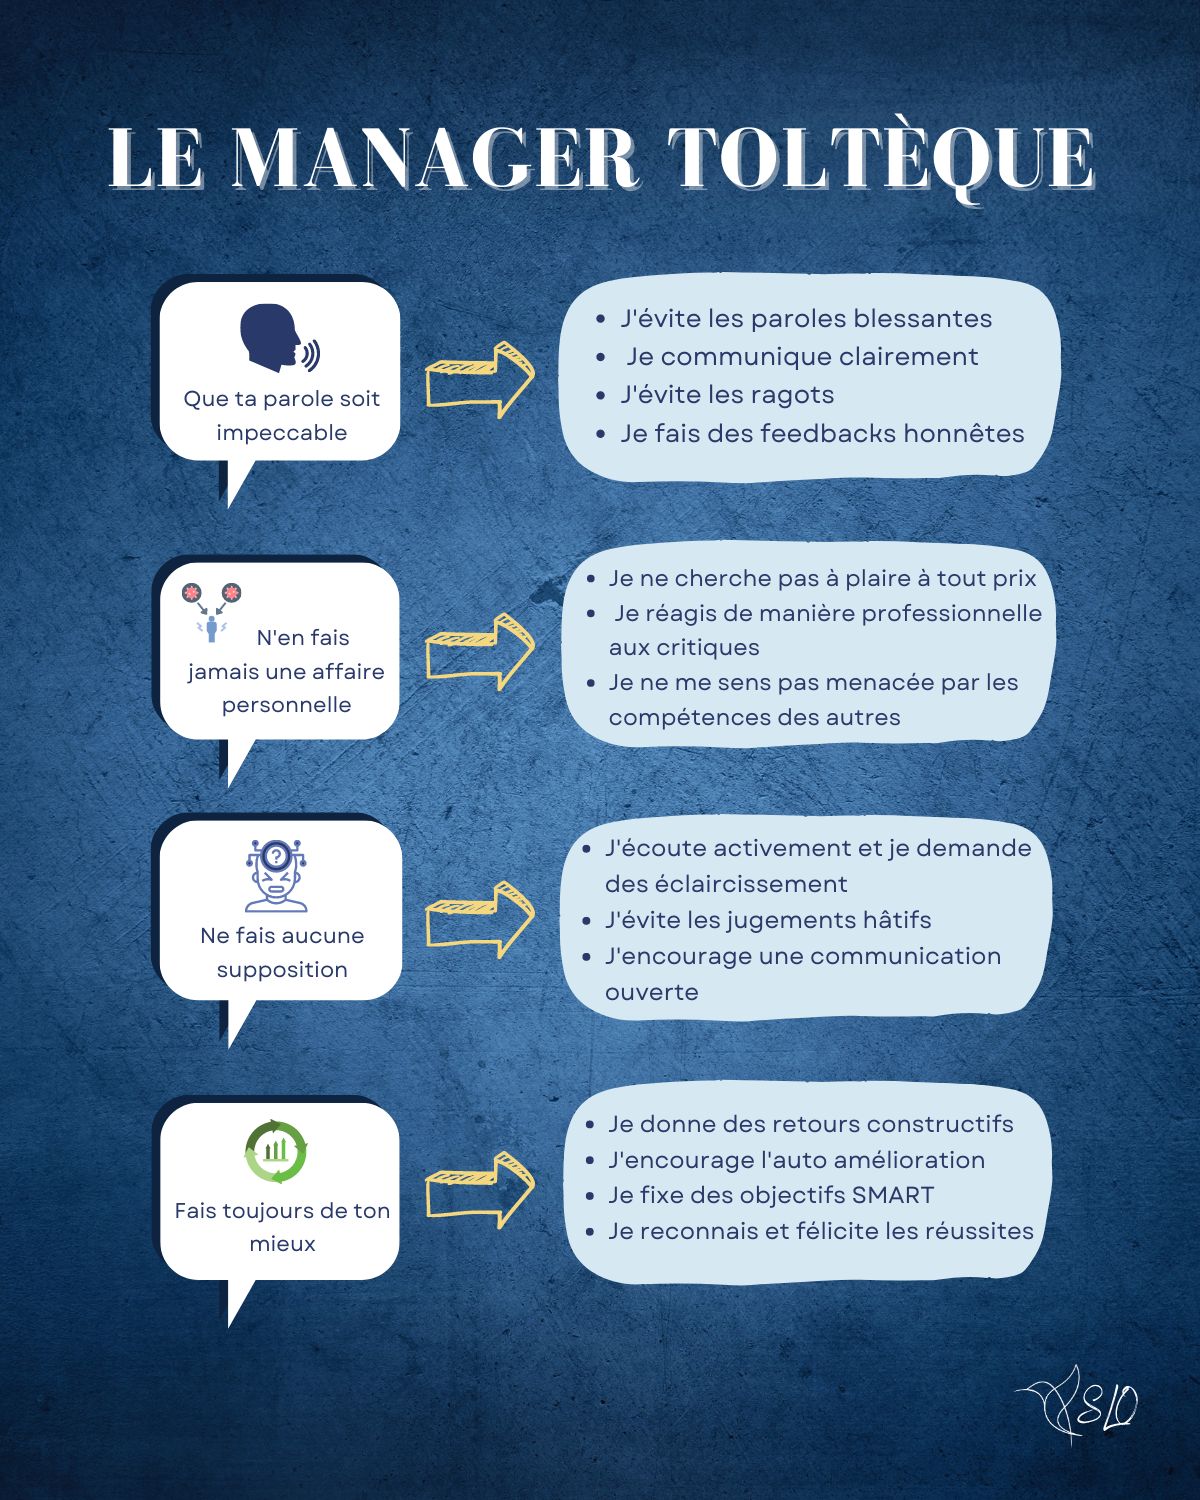 LE MANAGER TOLTÈQUE
Que ta parole soit
impeccable
• J'évite les paroles blessantes
• Je communique clairement
• J'évite les ragots
• Je fais des feedbacks honnêtes
N'en fais
jamais une affaire
personnelle
• Je ne cherche pas à plaire à tout prix
• Je réagis de manière professionnelle
aux critiques
• Je ne me sens pas menacée par les
compétences des autres
?
Ne fais aucune
supposition
• J'écoute activement et je demande
des éclaircissement
• J'évite les jugements hâtifs
• J'encourage une communication
ouverte
Fais toujours de ton
mieux
• Je donne des retours constructifs
• J'encourage l'auto amélioration
• Je fixe des objectifs SMART
• Je reconnais et félicite les réussites
SLO